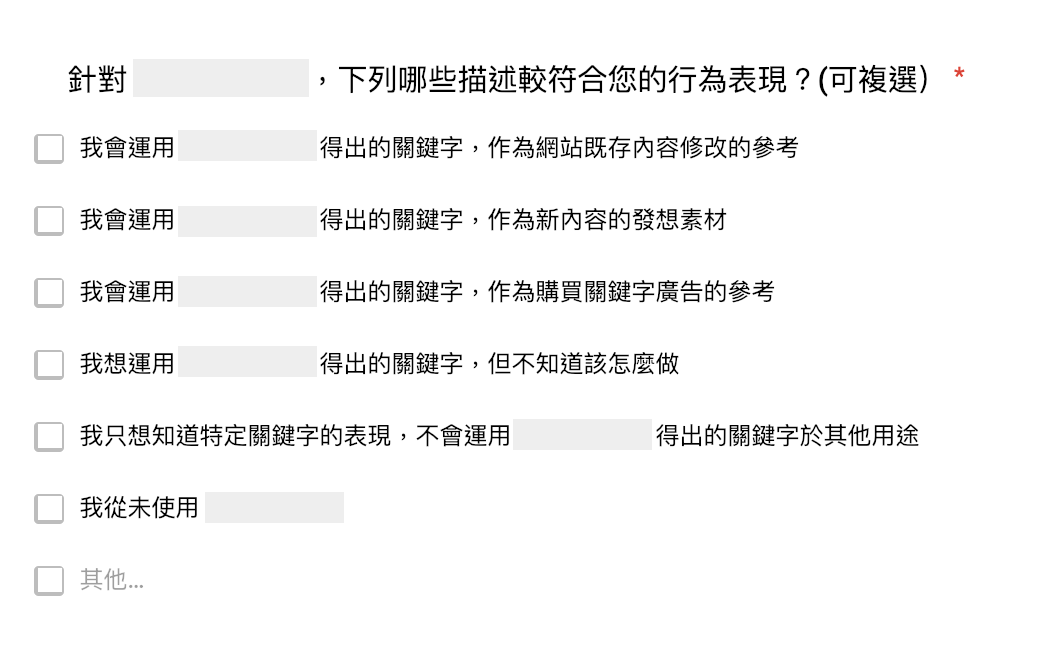 針對 ，下列哪些描述較符合您的行為表現？(可複選） *
我會運用 得出的關鍵字，作為網站既存內容修改的參考
我會運用 得出的關鍵字，作為新內容的發想素材
我會運用 得出的關鍵字，作為購買關鍵字廣告的參考
我想運用 得出的關鍵字，但不知道該怎麼做
我只想知道特定關鍵字的表現，不會運用 得出的關鍵字於其他用途
我從未使用
其他...